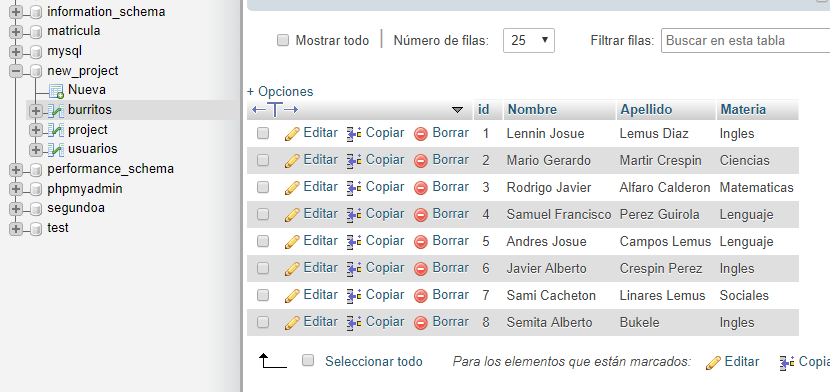 information_schema
matricula
mysql
new_project
Nueva
burritos
project
usuarios
performance_schema
phpmyadmin
segundoa
test
Mostrar todo | Número de filas: 25 Filtrar filas: Buscar en esta tabla
+ Opciones
id Nombre Apellido Materia
Editar Copiar Borrar 1 Lennin Josue Lemus Diaz Ingles
Editar Copiar Borrar 2 Mario Gerardo Martir Crespin Ciencias
Editar Copiar Borrar 3 Rodrigo Javier Alfaro Calderon Matematicas
Editar Copiar Borrar 4 Samuel Francisco Perez Guirola Lenguaje
Editar Copiar Borrar 5 Andres Josue Campos Lemus Lenguaje
Editar Copiar Borrar 6 Javier Alberto Crespin Perez Ingles
Editar Copiar Borrar 7 Sami Cacheton Linares Lemus Sociales
Editar Copiar Borrar 8 Semita Alberto Bukele Ingles
Seleccionar todo Para los elementos que están marcados: Editar Copia